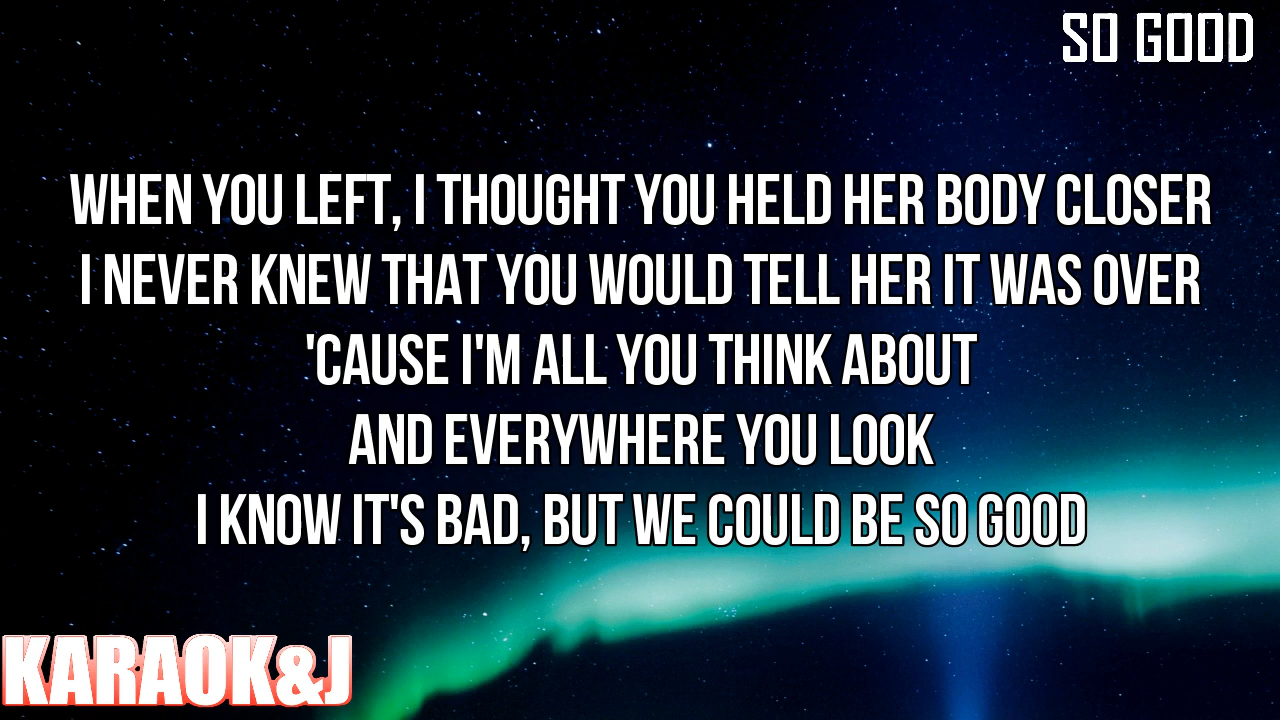 SO GOOD
WHEN YOU LEFT, I THOUGHT YOU HELD HER BODY CLOSER
I NEVER KNEW THAT YOU WOULD TELL HER IT WAS OVER
'CAUSE I'M ALL YOU THINK ABOUT
AND EVERYWHERE YOU LOOK
I KNOW IT'S BAD, BUT WE COULD BE SO GOOD
KARAOK&J